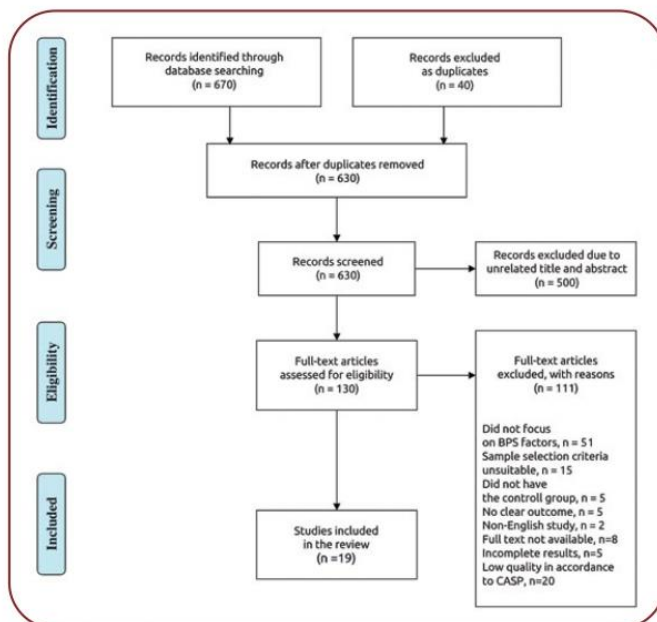 Identification
Records identified through
database searching
(n = 670)
Records excluded
as duplicates
(n = 40)
Records after duplicates removed
(n = 630)
Screening
Records screened
(n = 630)
Records excluded due to
unrelated title and abstract
(n = 500)
Eligibility
Full-text articles
assessed for eligibility
(n = 130)
Full-text articles
excluded, with reasons
(n = 111)
Did not focus
on BPS factors, n = 51
Sample selection criteria
unsuitable, n = 15
Did not have
the controll group, n = 5
No clear outcome, n = 5
Non-English study, n = 2
Full text not available, n=8
Incomplete results, n=5
Low quality in accordance
to CASP, n=20
Included
Studies included
in the review
(n =19)